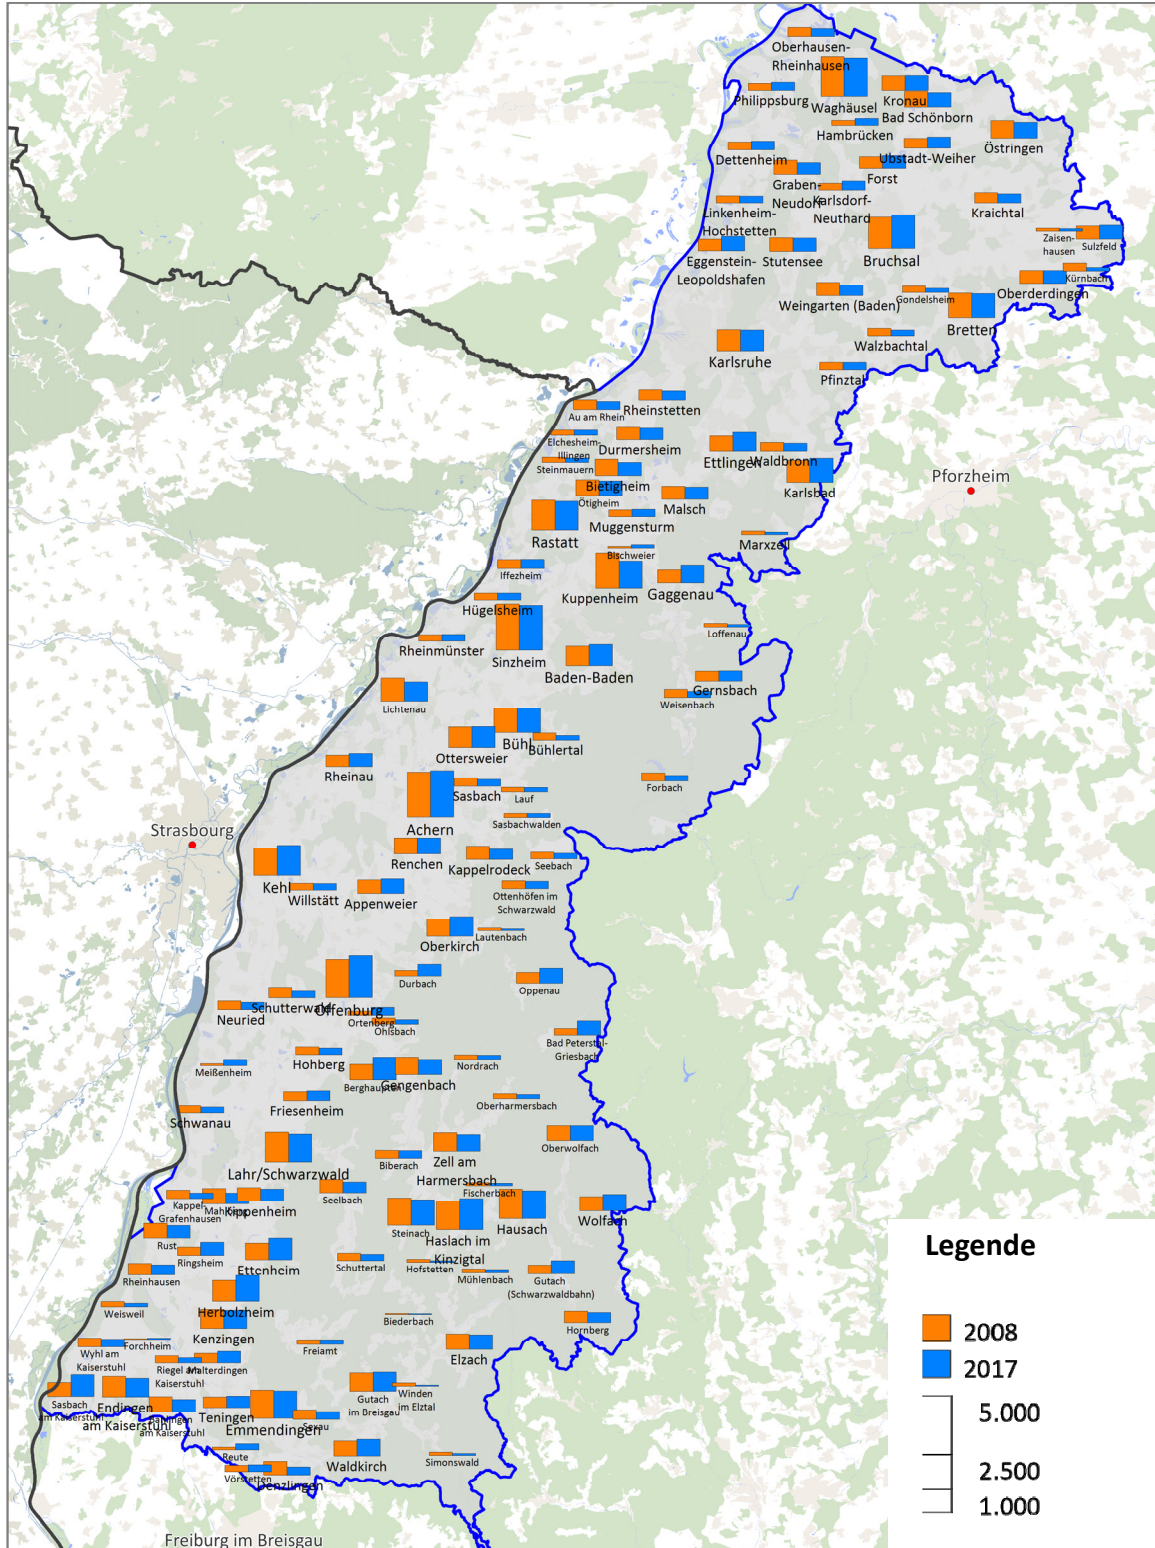 Oberhausen-
Rheinhausen
Philippsburg
Waghäusel
Kronau
Bad Schönborn
Hambrücken
Östringen
Dettenheim
Ubstadt-Weiher
Forst
Graben-
Neudorf
Karlsdorf-
Neuthard
Kraichtal
Linkenheim-
Hochstetten
Zaisen-
hausen
Sulzfeld
Eggenstein-
Leopoldshafen
Stutensee
Bruchsal
Kürnbach
Oberderdingen
Weingarten (Baden)
Gondelsheim
Bretten
Karlsruhe
Walzbachtal
Pfinztal
Au am Rhein
Rheinstetten
Elchesheim-
Illingen
Durmersheim
Ettlingen
Waldbronn
Steinmauern
Bietigheim
Karlsbad
Pforzheim
Ötigheim
Malsch
Muggensturm
Rastatt
Marxzell
Bischweier
Iffezheim
Kuppenheim
Gaggenau
Hügelsheim
Loffenau
Rheinmünster
Sinzheim
Baden-Baden
Gernsbach
Weisenbach
Lichtenau
Bühl
Bühlertal
Ottersweier
Rheinau
Forbach
Sasbach
Lauf
Achern
Sasbachwalden
Strasbourg
Renchen
Kappelrodeck
Seebach
Kehl
Willstätt
Appenweier
Ottenhöfen im
Schwarzwald
Oberkirch
Lautenbach
Durbach
Oppenau
Schutterwald
Offenburg
Neuried
Ortenberg
Ohlsbach
Bad Peterstal-
Griesbach
Hohberg
Meißenheim
Berghaupten
Gengenbach
Nordrach
Friesenheim
Oberharmersbach
Schwanau
Oberwolfach
Lahr/Schwarzwald
Biberach
Zell am
Harmersbach
Seelbach
Fischerbach
Kappel-
Grafenhausen
Mahlberg
Kippenheim
Steinach
Haslach im
Kinzigtal
Hausach
Wolfach
Rust
Ringsheim
Ettenheim
Rheinhausen
Schuttertal
Hofstetten
Mühlenbach
Gutach
(Schwarzwaldbahn)
Weisweil
Herbolzheim
Kenzingen
Biederbach
Hornberg
Forchheim
Wyhl am
Kaiserstuhl
Freiamt
Elzach
Riegel am
Kaiserstuhl
Malterdingen
Gutach
im Breisgau
Winden
im Elztal
Sasbach
am Kaiserstuhl
Endingen
am Kaiserstuhl
Bahlingen
am Kaiserstuhl
Teningen
Emmendingen
Sexau
Reute
Waldkirch
Simonswald
Vörstetten
Denzlingen
Freiburg im Breisgau
Legende
2008
2017
5.000
2.500
1.000